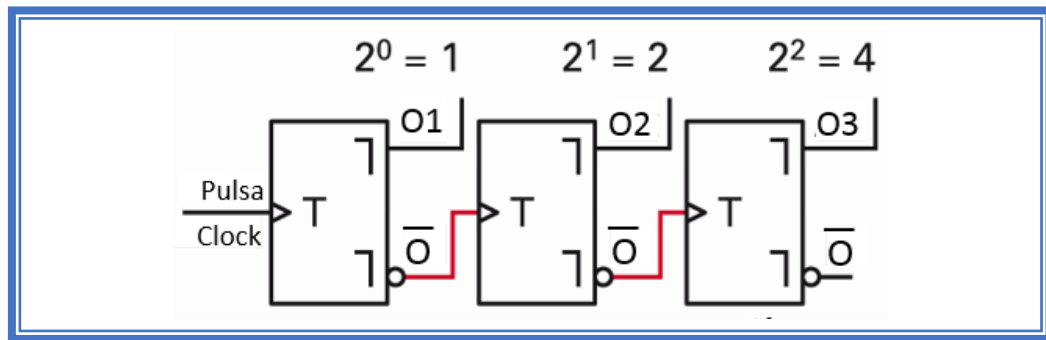 2⁰ = 1 2¹ = 2 2² = 4
O1 O2 O3
Pulsa T T T
Clock O̅ O̅ O̅